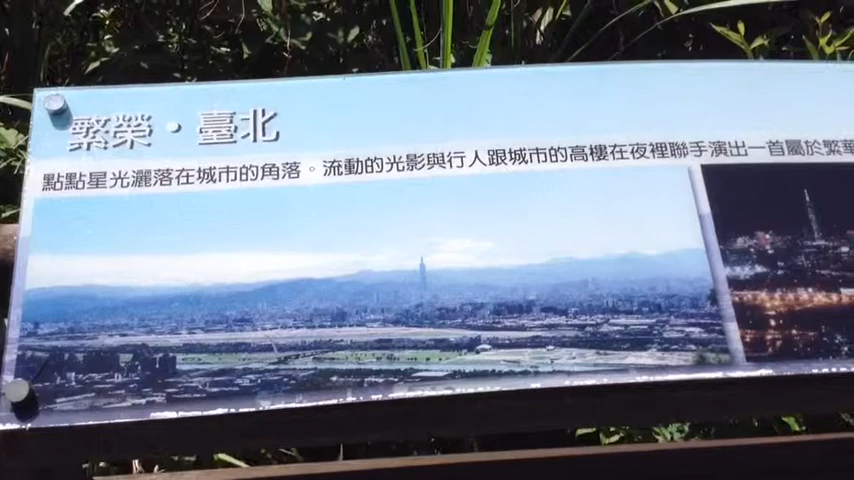 繁榮・臺北
點點星光灑落在城市的角落。流動的光影與行人跟城市的高樓在夜裡聯手演出一首屬於繁華